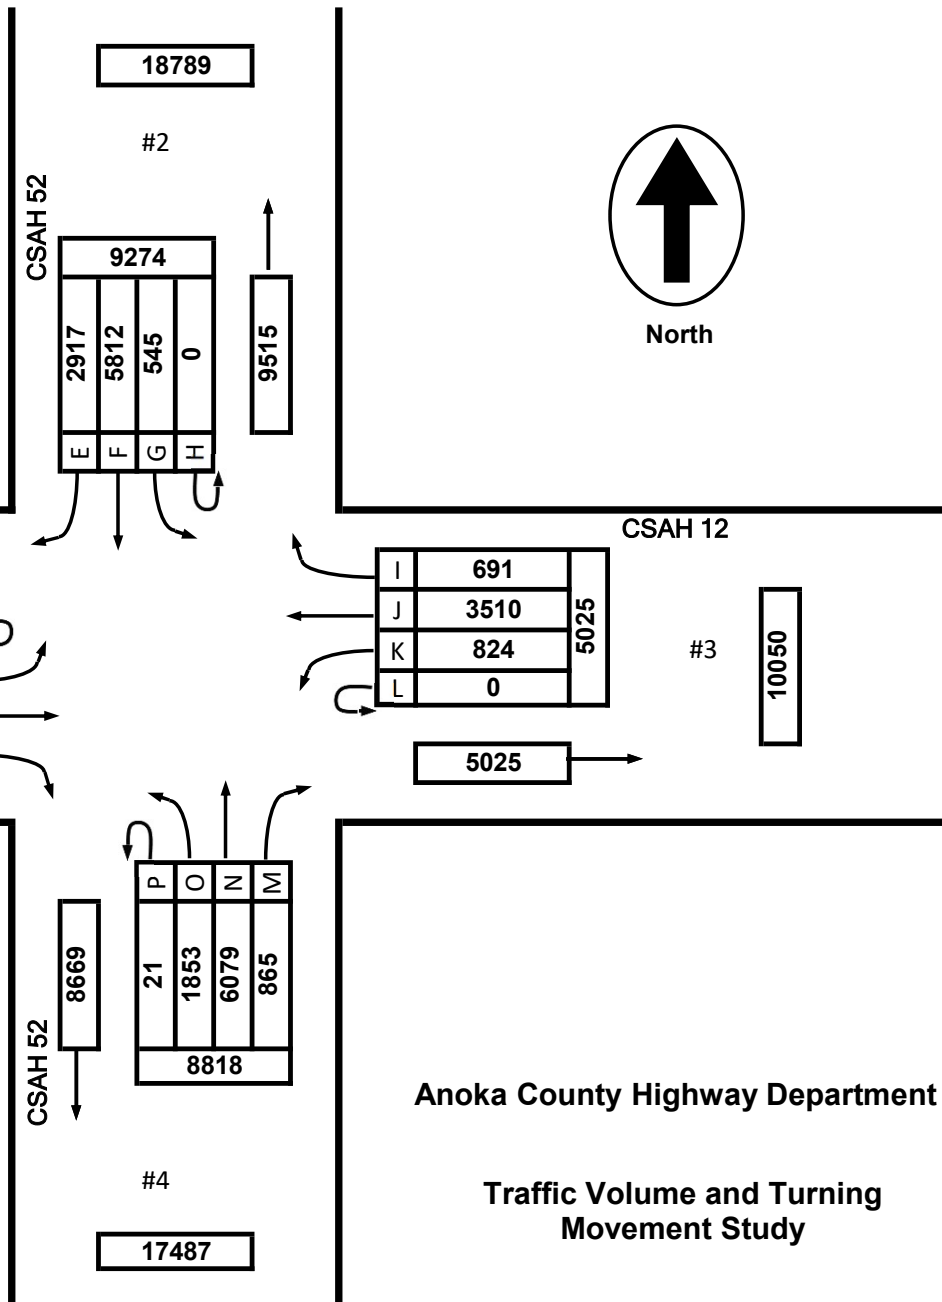 18789
#2
CSAH 52
9274
2917
5812
545
0
E
F
G
H
9515
North
CSAH 12
I
691
J
3510
K
824
L
0
5025
#3
10050
5025
P
O
N
M
21
1853
6079
865
8818
8669
CSAH 52
#4
17487
Anoka County Highway Department
Traffic Volume and Turning
Movement Study